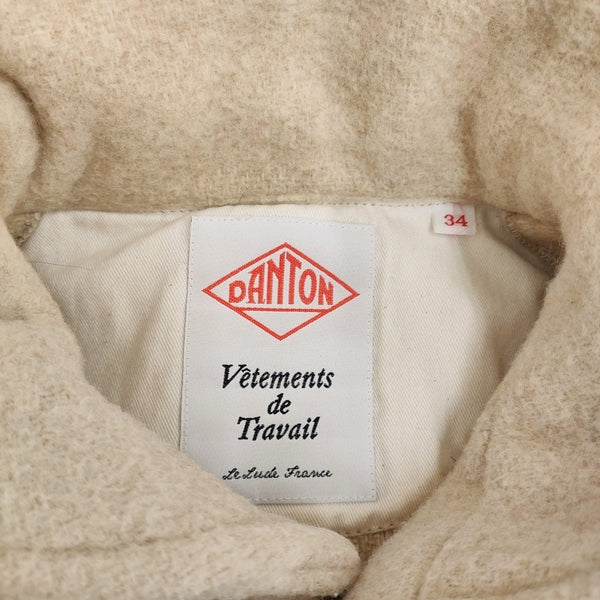 34
DANTON
Vêtements
de
Travail
Le Lude France